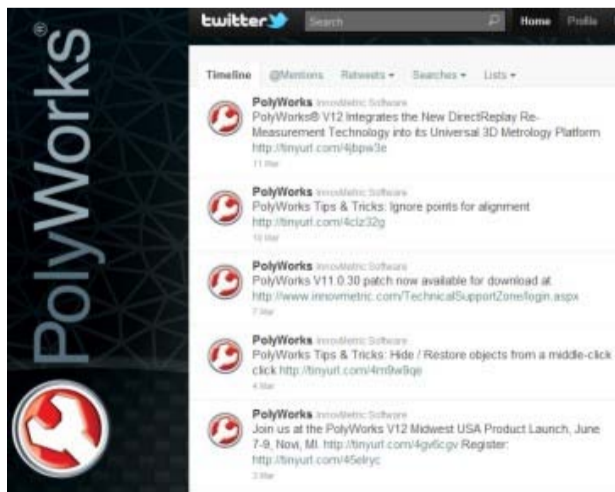 PolyWorks®
twitter
Search
Home Profile
Timeline @Mentions Retweets Searches Lists
PolyWorks InnovMetric Software
PolyWorks® V12 Integrates the New DirectReplay Re-
Measurement Technology into its Universal 3D Metrology Platform
http://tinyurl.com/4jbpw3e
11 Mar
PolyWorks InnovMetric Software
PolyWorks Tips & Tricks: Ignore points for alignment
http://tinyurl.com/4clz32g
10 Mar
PolyWorks InnovMetric Software
PolyWorks V11.0.30 patch now available for download at
http://www.innovmetric.com/TechnicalSupportZone/login.aspx
7 Mar
PolyWorks InnovMetric Software
PolyWorks Tips & Tricks: Hide / Restore objects from a middle-click
click http://tinyurl.com/4m9w9qe
4 Mar
PolyWorks InnovMetric Software
Join us at the PolyWorks V12 Midwest USA Product Launch, June
7-9, Novi, MI. http://tinyurl.com/4gv6cgv Register:
http://tinyurl.com/45elryc
3 Mar